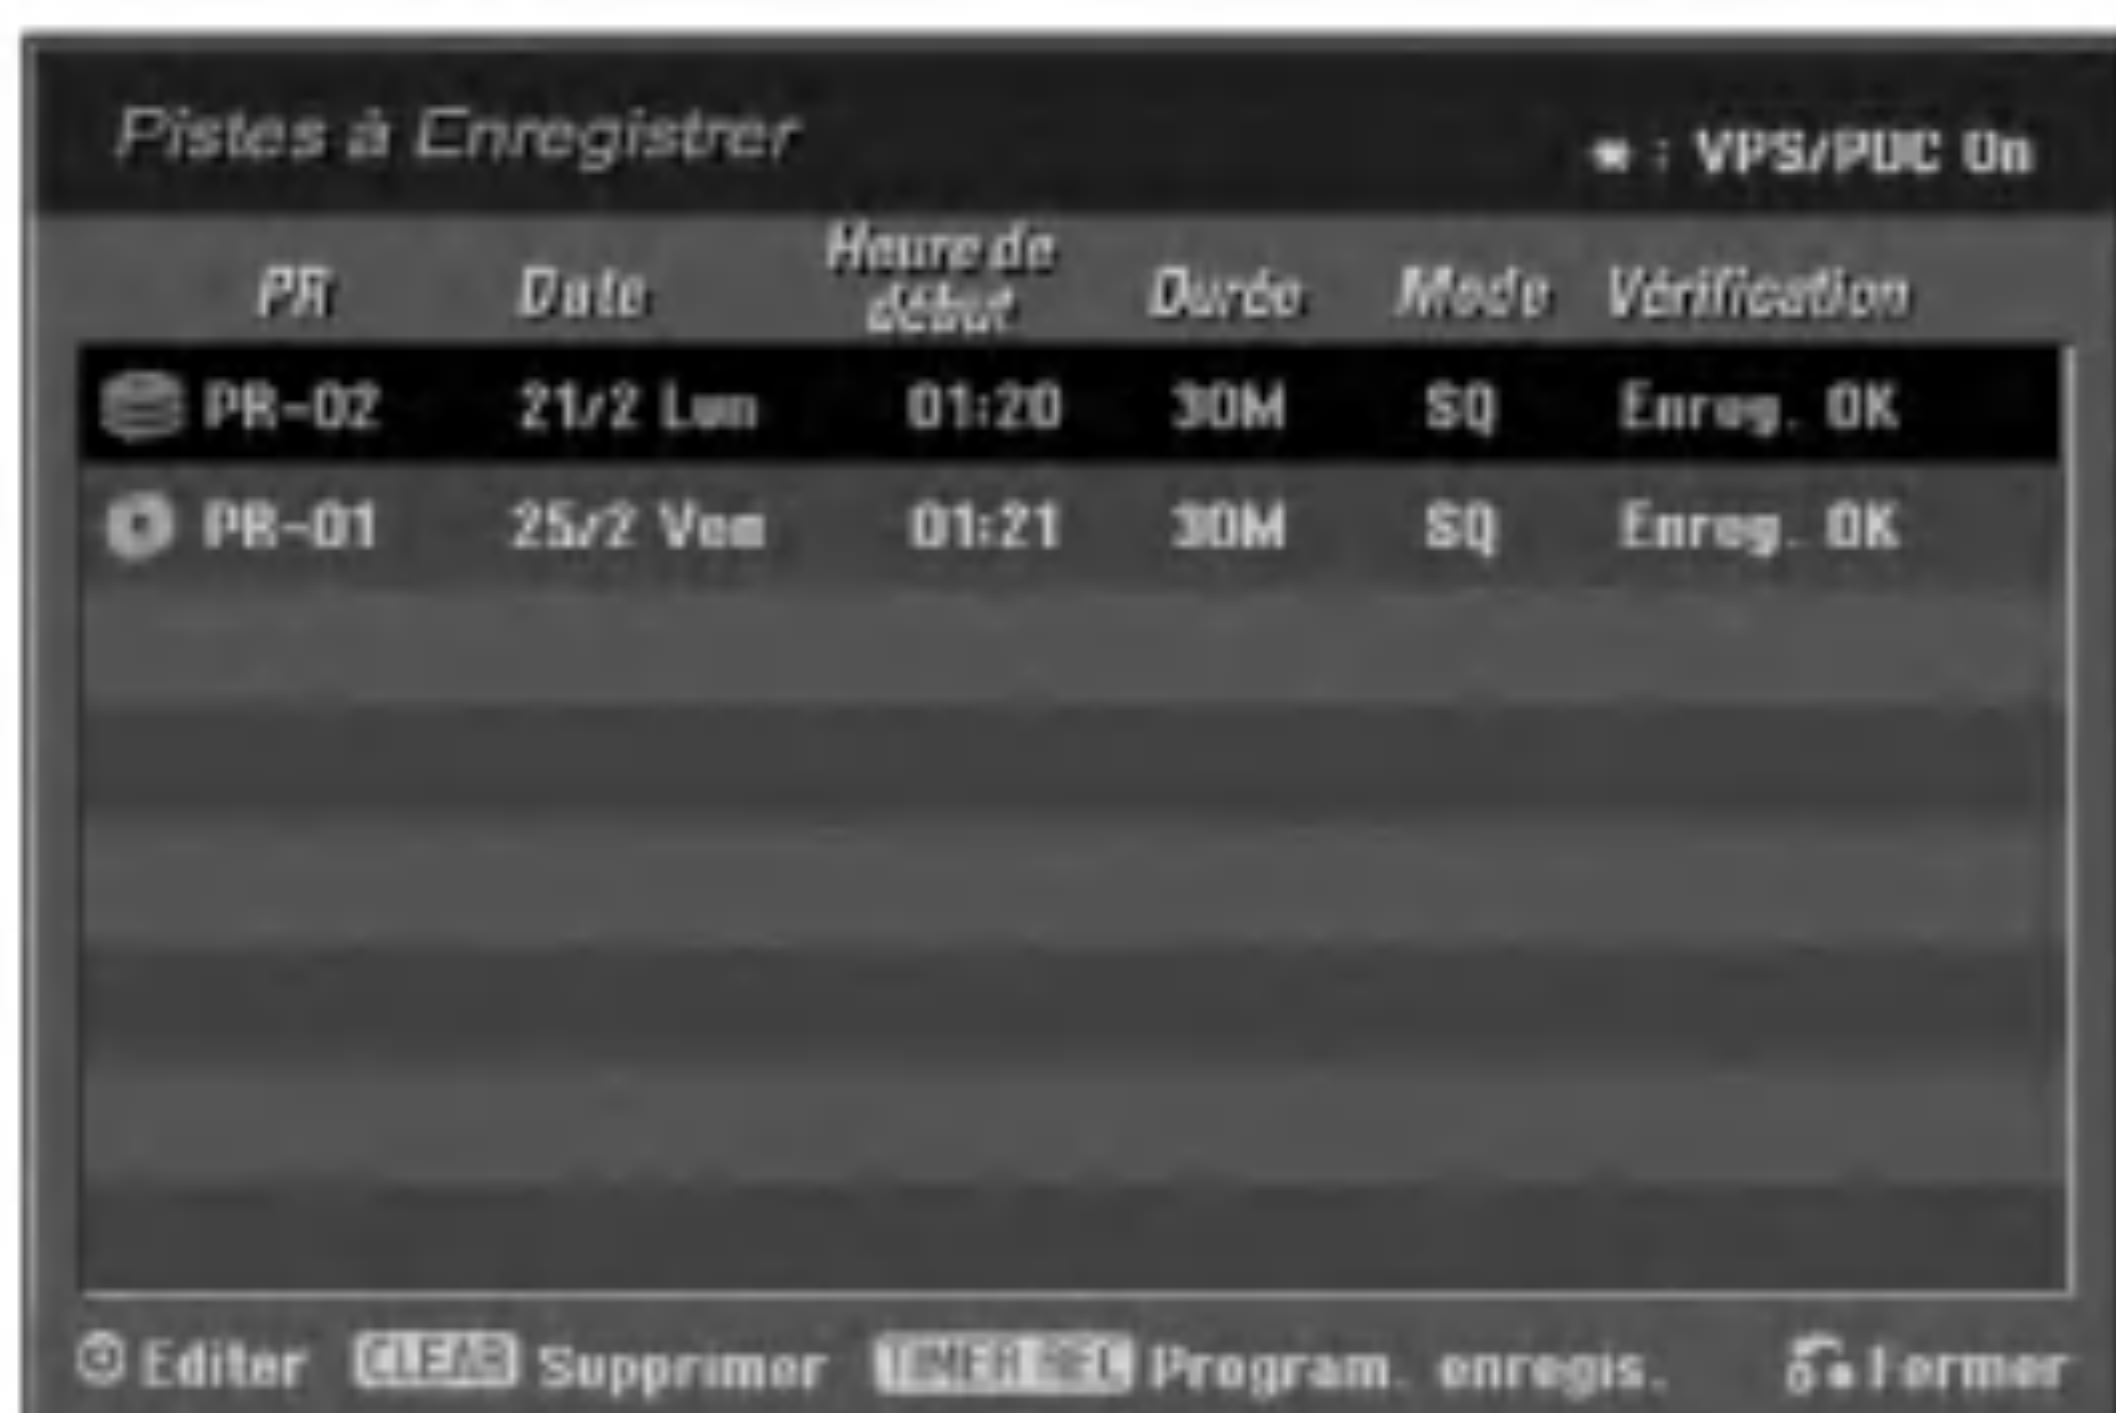 Pistes à Enregistrer
★ : VPS/PDC On
PR Date Heure de début Durée Mode Vérification
PR-02 21/2 Lun 01:20 30M SQ Enreg. OK
PR-01 25/2 Ven 01:21 30M SQ Enreg. OK
Editer CLEAR Supprimer TIMER REC Program. enregis. Fermer